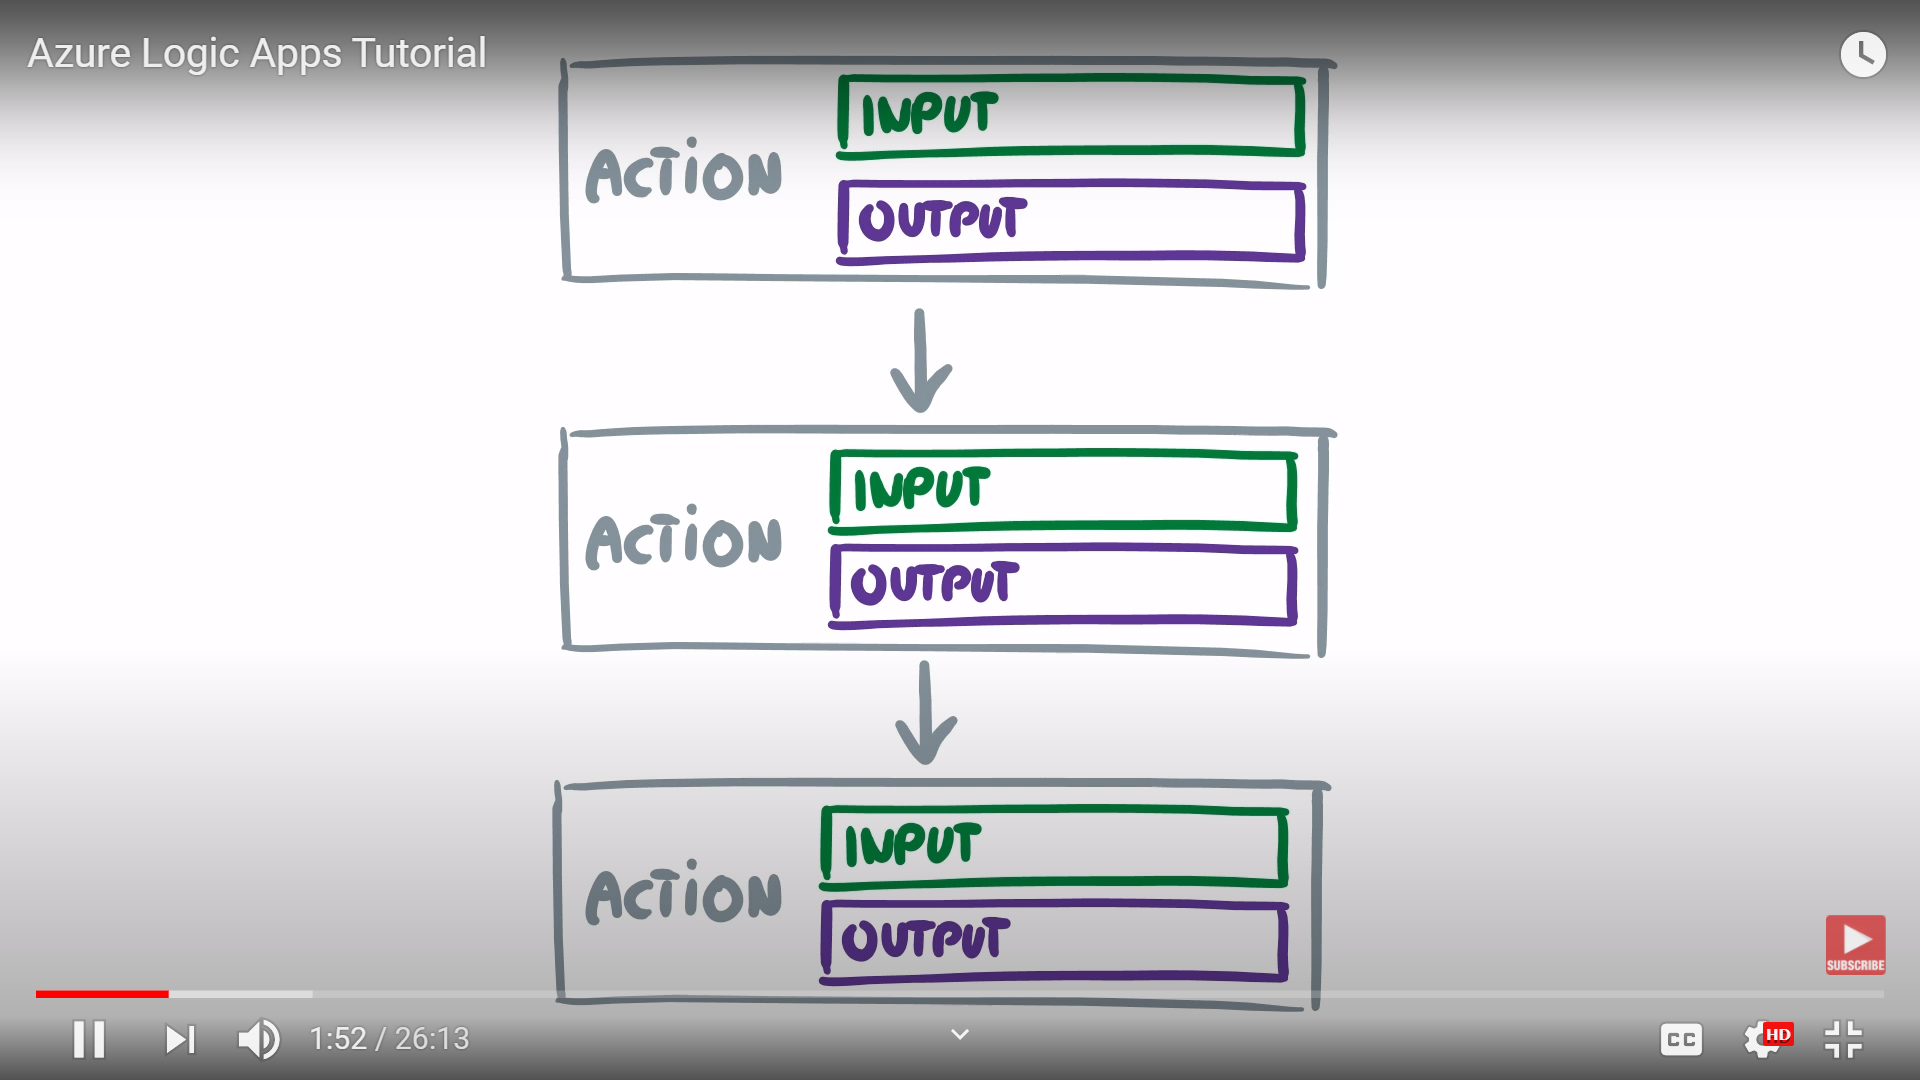 Azure Logic Apps Tutorial
INPUT
ACTiON
OUTPUT
INPUT
ACTiON
OUTPUT
INPUT
ACTiON
OUTPUT
SUBSCRIBE
1:52 / 26:13
CC
HD